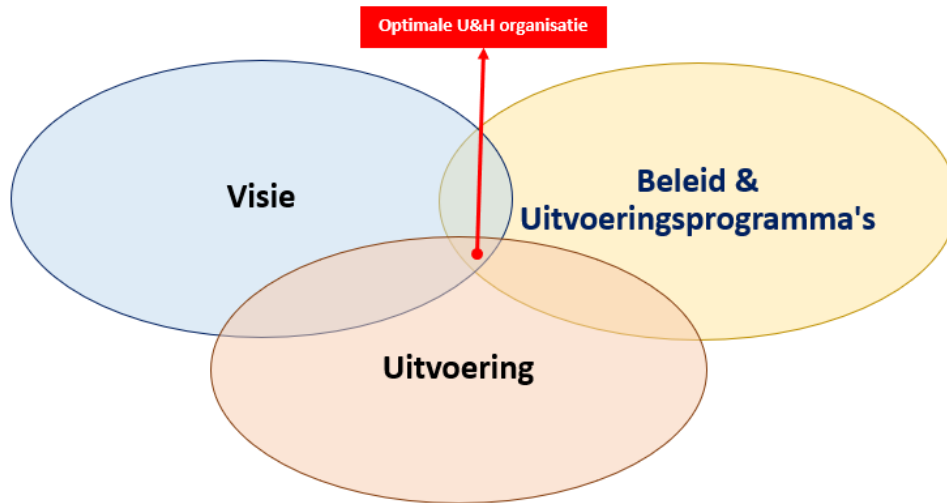 Optimale U&H organisatie
Visie
Beleid &
Uitvoeringsprogramma's
Uitvoering